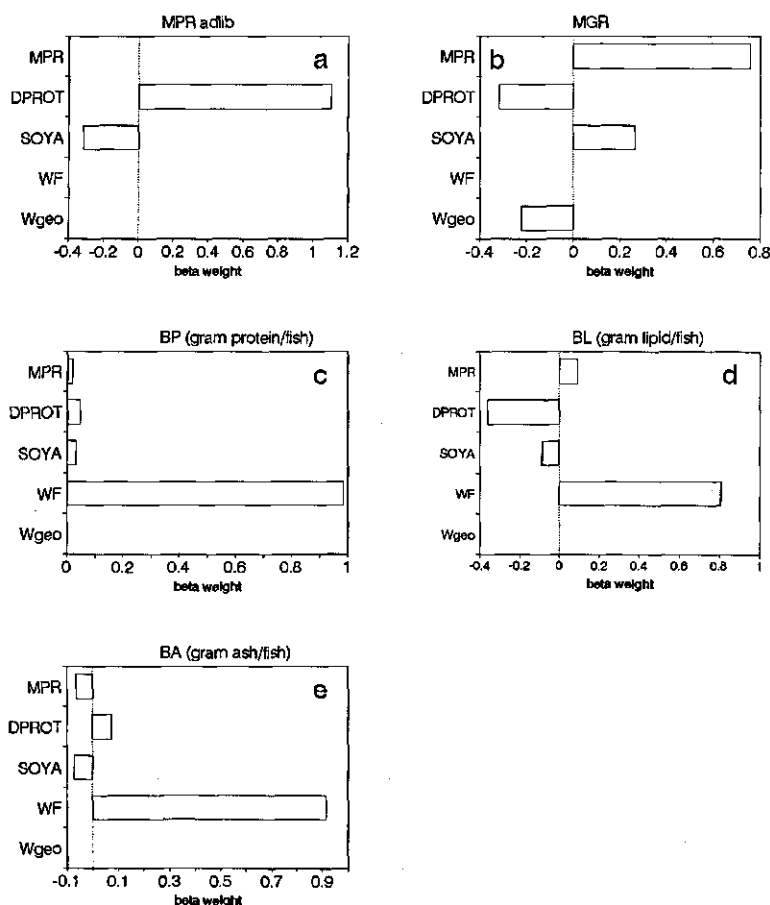 MPR adlib
a
MPR
DPROT
SOYA
WF
Wgeo
-0.4 -0.2 0 0.2 0.4 0.6 0.8 1 1.2
beta weight
MGR
b
MPR
DPROT
SOYA
WF
Wgeo
-0.4 -0.2 0 0.2 0.4 0.6 0.8
beta weight
BP (gram protein/fish)
c
MPR
DPROT
SOYA
WF
Wgeo
0 0.2 0.4 0.6 0.8 1
beta weight
BL (gram lipid/fish)
d
MPR
DPROT
SOYA
WF
Wgeo
-0.4 -0.2 0 0.2 0.4 0.6 0.8 1
beta weight
BA (gram ash/fish)
e
MPR
DPROT
SOYA
WF
Wgeo
-0.1 0.1 0.3 0.5 0.7 0.9
beta weight